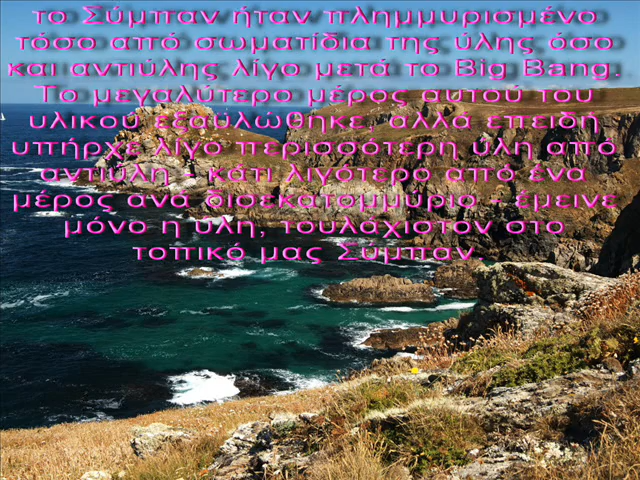 το Σύμπαν ήταν πλημμυρισμένο
τόσο από σωματίδια της ύλης όσο
και αντιύλης λίγο μετά το Big Bang.
Το μεγαλύτερο μέρος αυτού του
υλικού εξαϋλώθηκε, αλλά επειδή
υπήρχε λίγο περισσότερη ύλη από
αντιύλη - κάτι λιγότερο από ένα
μέρος ανά δισεκατομμύριο - έμεινε
μόνο η ύλη, τουλάχιστον στο
τοπικό μας Σύμπαν.